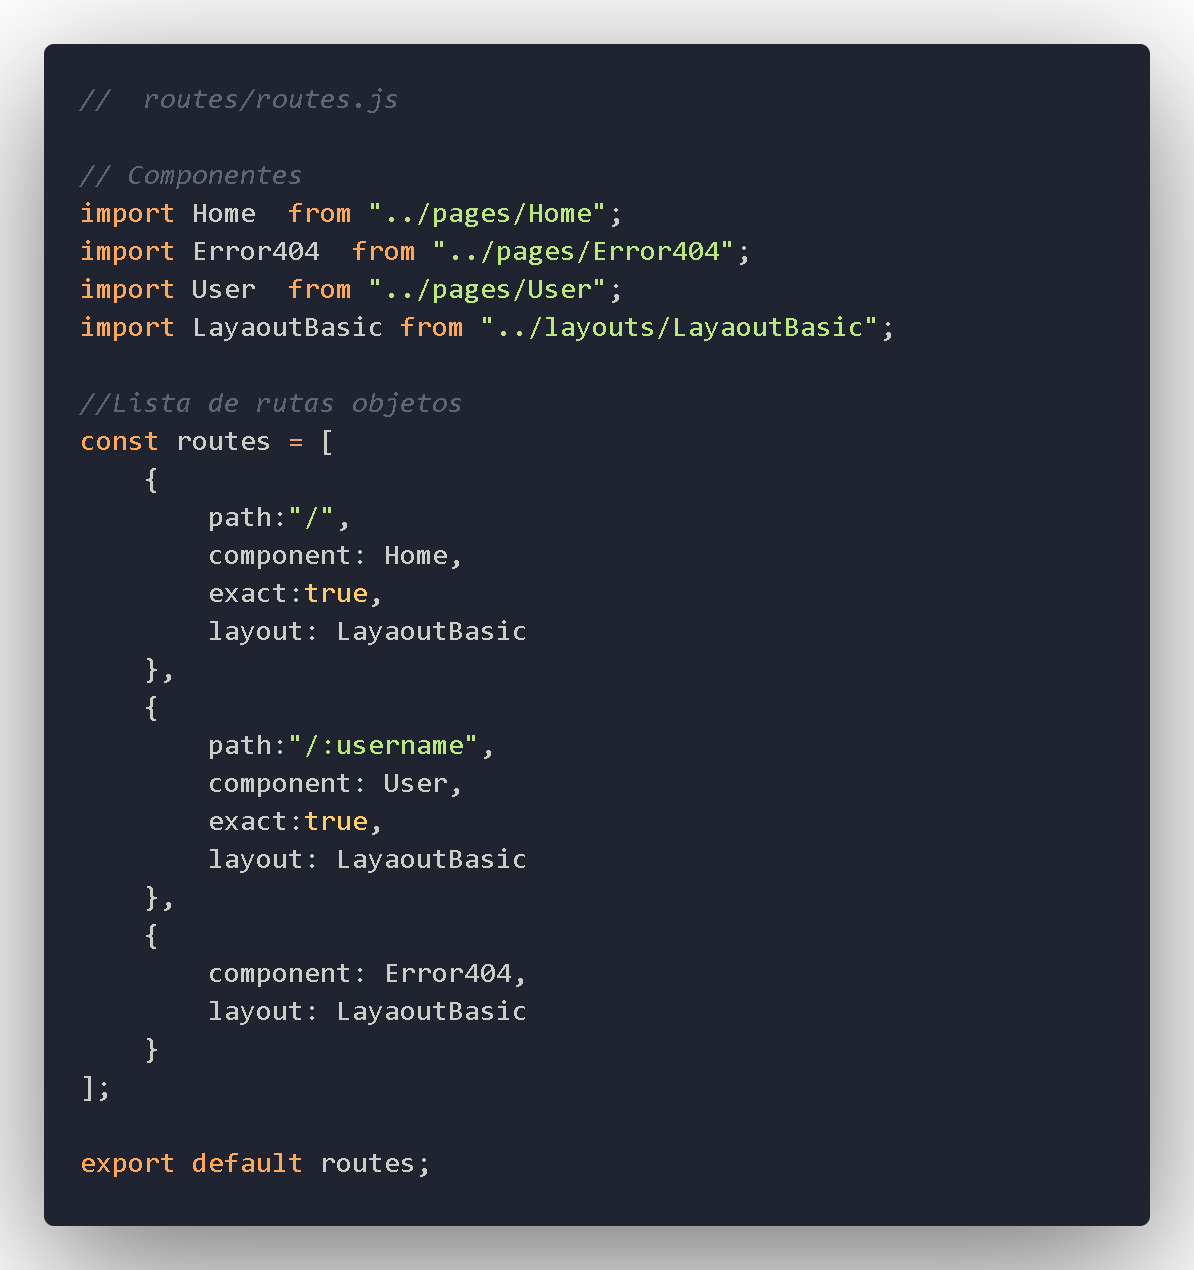 //  routes/routes.js

// Componentes
import Home  from "../pages/Home";
import Error404  from "../pages/Error404";
import User  from "../pages/User";
import LayaoutBasic from "../layouts/LayaoutBasic";

//Lista de rutas objetos
const routes = [
    {
        path:"/",
        component: Home,
        exact:true,
        layout: LayaoutBasic
    },
    {
        path:"/:username",
        component: User,
        exact:true,
        layout: LayaoutBasic
    },
    {
        component: Error404,
        layout: LayaoutBasic
    }
];

export default routes;